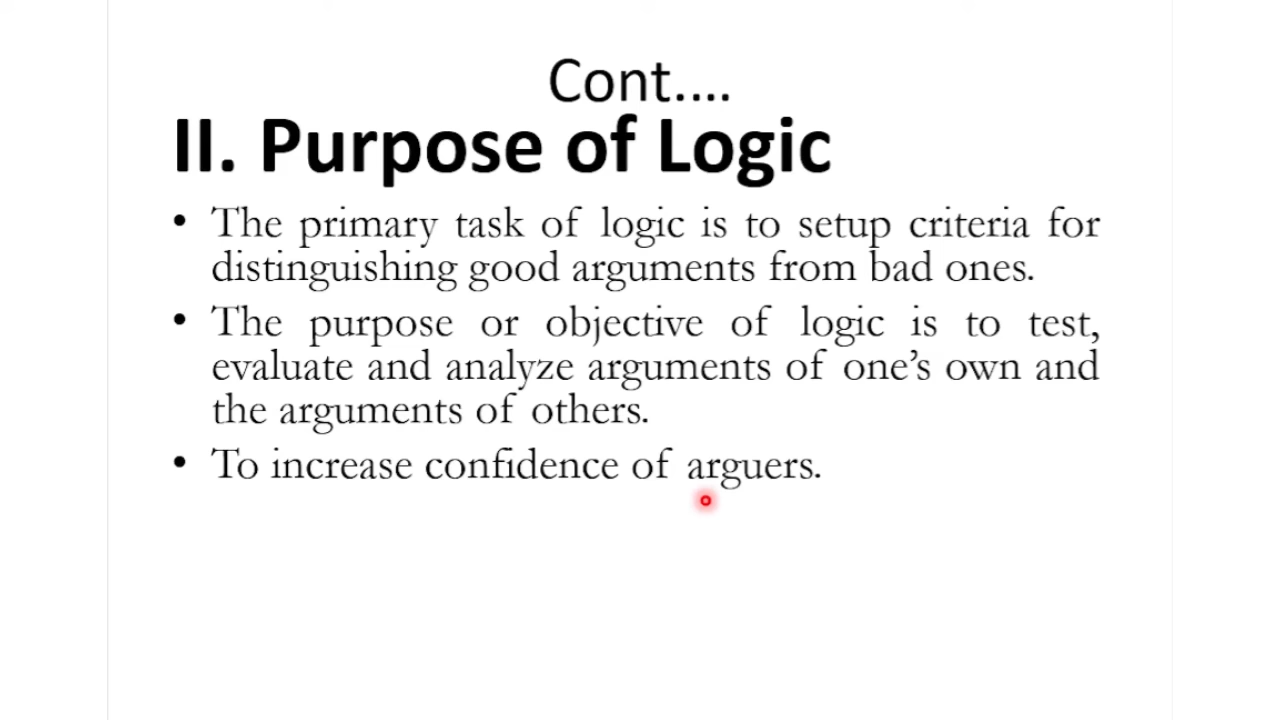 Cont....
II. Purpose of Logic
• The primary task of logic is to setup criteria for
distinguishing good arguments from bad ones.
• The purpose or objective of logic is to test,
evaluate and analyze arguments of one’s own and
the arguments of others.
• To increase confidence of arguers.